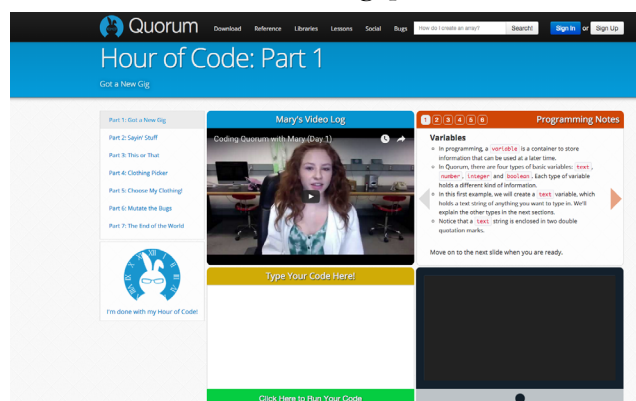 Quorum
Download Reference Libraries Lessons Social Bugs How do I create an array? Search! Sign In or Sign Up
Hour of Code: Part 1
Got a New Gig
Part 1: Got a New Gig
Part 2: Sayin' Stuff
Part 3: This or That
Part 4: Clothing Picker
Part 5: Choose My Clothing!
Part 6: Mutate the Bugs
Part 7: The End of the World
I'm done with my Hour of Code!
Mary's Video Log
Coding Quorum with Mary (Day 1)
Type Your Code Here!
Click Here to Run Your Code
1 2 3 4 5 6 Programming Notes
Variables
In programming, a variable is a container to store
information that can be used at a later time.
In Quorum, there are four types of basic variables: text,
number, integer and boolean. Each type of variable
holds a different kind of information.
In this first example, we will create a text variable, which
holds a text string of anything you want to type in. We'll
explain the other types in the next sections.
Notice that a text string is enclosed in two double
quotation marks.
Move on to the next slide when you are ready.